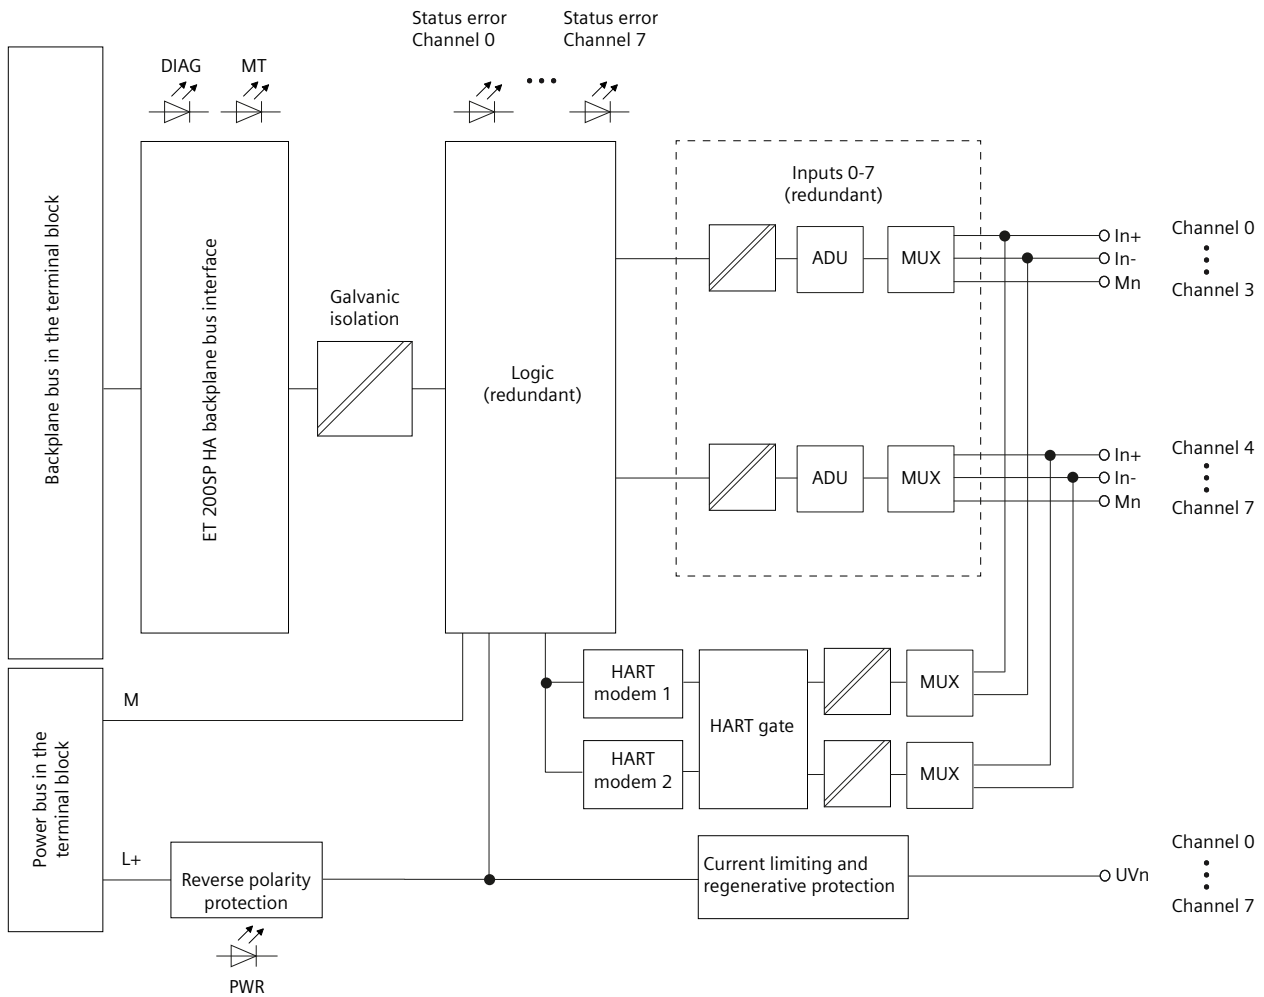 Status error
Channel 0
Status error
Channel 7
DIAG
MT
Backplane bus in the terminal block
ET 200SP HA backplane bus interface
Galvanic
isolation
Logic
(redundant)
Inputs 0-7
(redundant)
ADU
MUX
In+
In-
Mn
Channel 0
Channel 3
ADU
MUX
In+
In-
Mn
Channel 4
Channel 7
HART
modem 1
HART
modem 2
HART gate
MUX
MUX
Power bus in the
terminal block
M
L+
Reverse polarity
protection
PWR
Current limiting and
regenerative protection
UVn
Channel 0
Channel 7